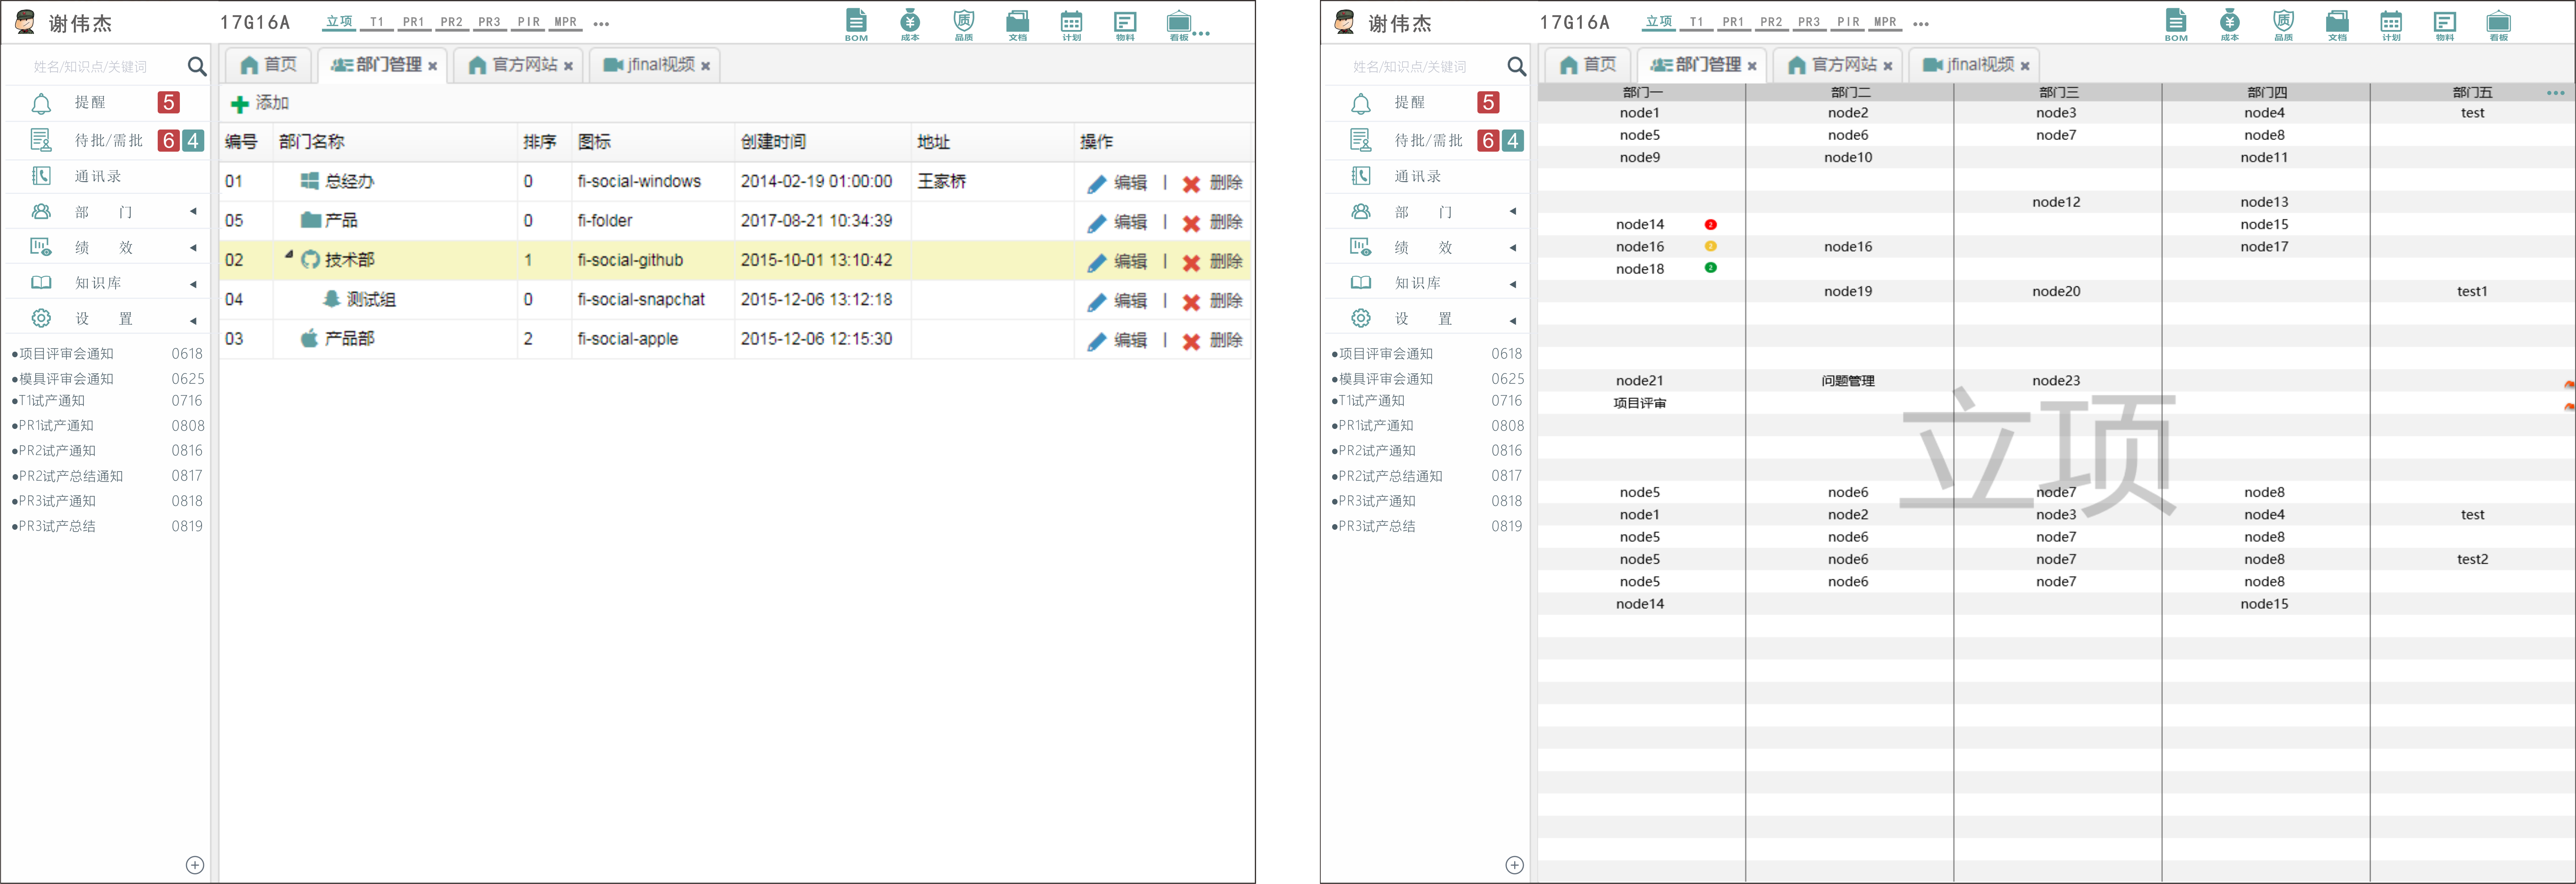 谢伟杰 17G16A 立项 T1 PR1 PR2 PR3 PIR MPR ••• BOM 成本 品质 文档 计划 物料 看板 •••
姓名/知识点/关键词
提醒 5
待批/需批 6 4
通讯录
部 门
绩 效
知识库
设 置
●项目评审会通知 0618
●模具评审会通知 0625
●T1试产通知 0716
●PR1试产通知 0808
●PR2试产通知 0816
●PR2试产总结通知 0817
●PR3试产通知 0818
●PR3试产总结 0819
首页 部门管理 × 官方网站 × jfinal视频 ×
添加
编号 部门名称 排序 图标 创建时间 地址 操作
01 总经办 0 fi-social-windows 2014-02-19 01:00:00 王家桥 编辑 | 删除
05 产品 0 fi-folder 2017-08-21 10:34:39 编辑 | 删除
02 技术部 1 fi-social-github 2015-10-01 13:10:42 编辑 | 删除
04 测试组 0 fi-social-snapchat 2015-12-06 13:12:18 编辑 | 删除
03 产品部 2 fi-social-apple 2015-12-06 12:15:30 编辑 | 删除
谢伟杰 17G16A 立项 T1 PR1 PR2 PR3 PIR MPR ••• BOM 成本 品质 文档 计划 物料 看板
姓名/知识点/关键词
提醒 5
待批/需批 6 4
通讯录
部 门
绩 效
知识库
设 置
●项目评审会通知 0618
●模具评审会通知 0625
●T1试产通知 0716
●PR1试产通知 0808
●PR2试产通知 0816
●PR2试产总结通知 0817
●PR3试产通知 0818
●PR3试产总结 0819
首页 部门管理 × 官方网站 × jfinal视频 ×
部门一 部门二 部门三 部门四 部门五 •••
node1 node2 node3 node4 test
node5 node6 node7 node8
node9 node10 node11
node12 node13
node14 2 node15
node16 2 node16 node17
node18 2
node19 node20 test1
node21 问题管理 node23
项目评审
立项
node5 node6 node7 node8
node1 node2 node3 node4 test
node5 node6 node7 node8
node5 node6 node7 node8 test2
node5 node6 node7 node8
node14 node15